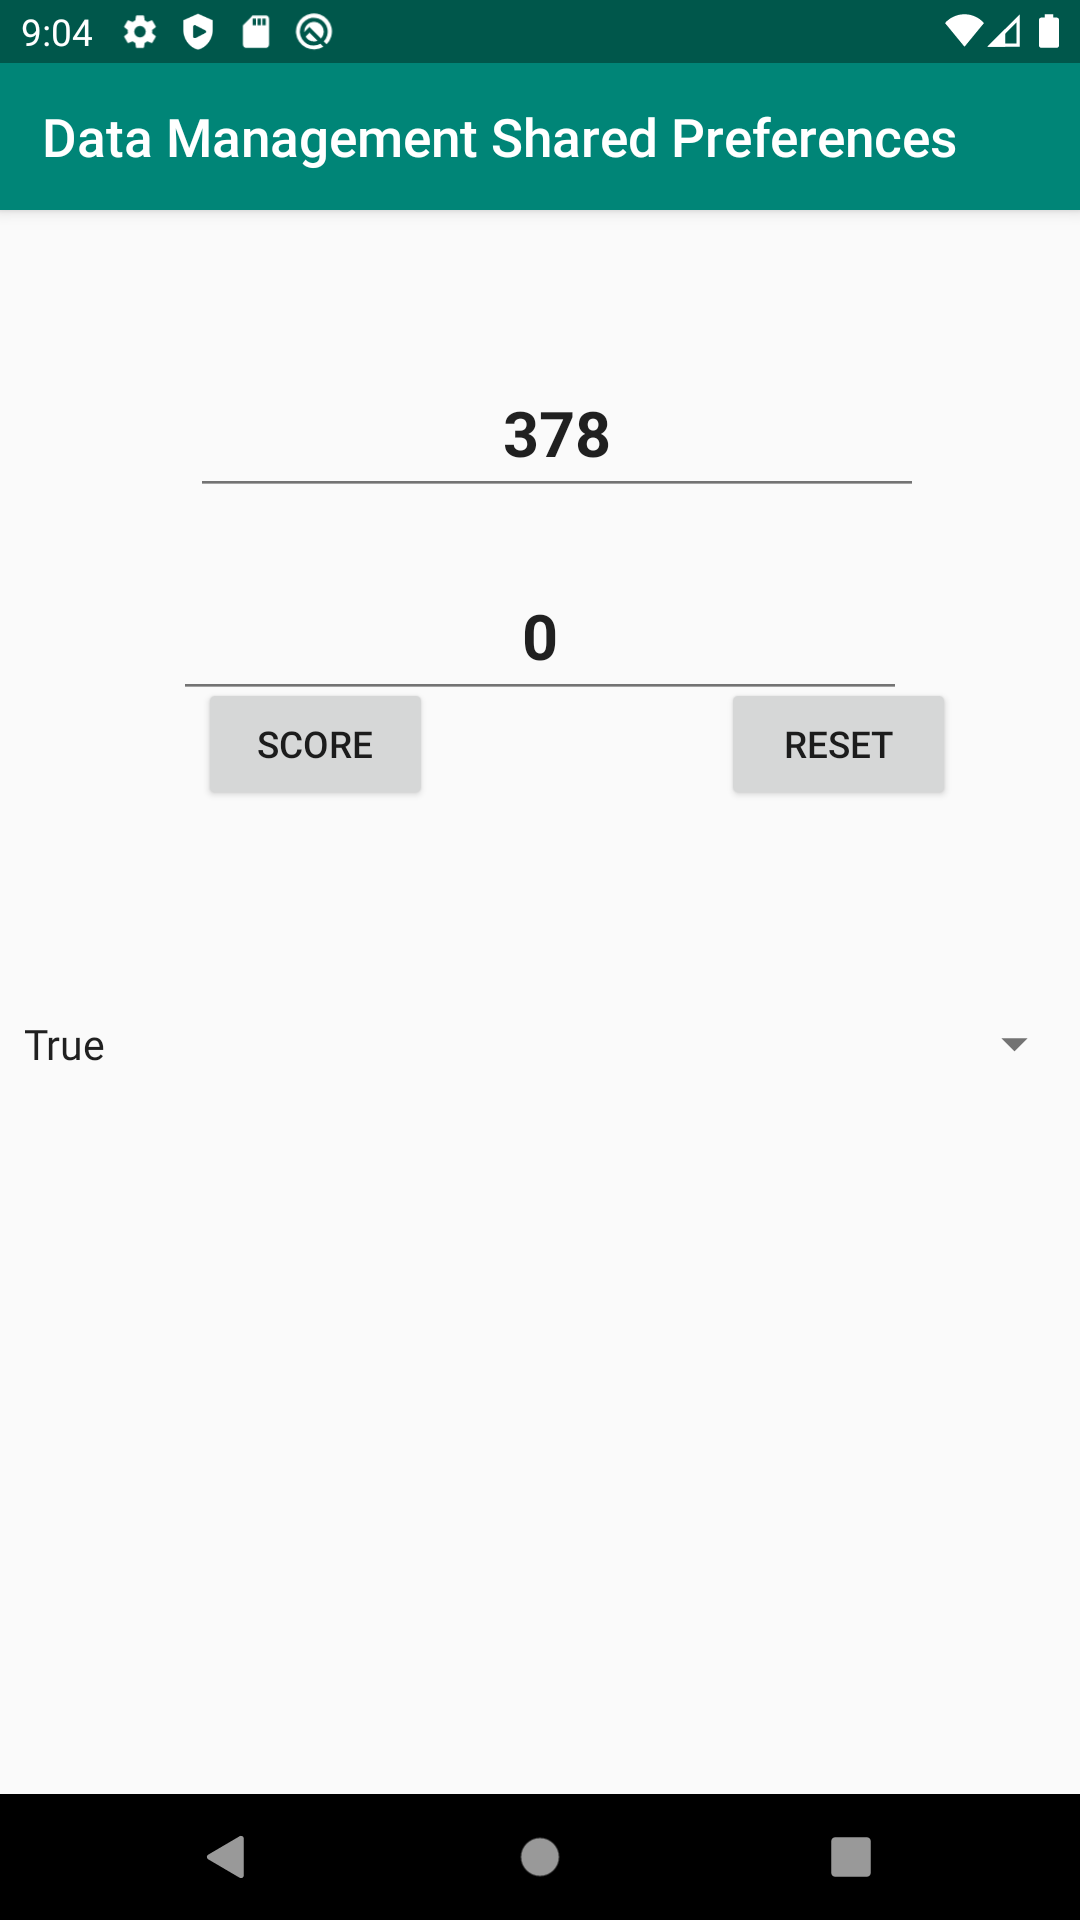 9:04
Data Management Shared Preferences
378
0
SCORE
RESET
True